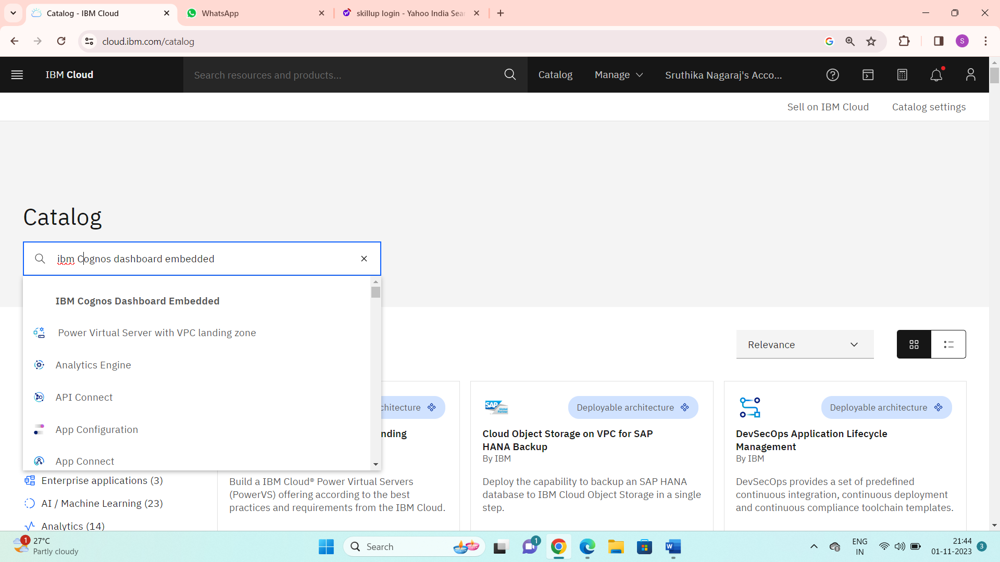 Catalog - IBM Cloud
WhatsApp
skillup login - Yahoo India Sea
cloud.ibm.com/catalog
S
IBM Cloud
Search resources and products...
Catalog
Manage
Sruthika Nagaraj's Acco...
Sell on IBM Cloud
Catalog settings
Catalog
ibm Cognos dashboard embedded
IBM Cognos Dashboard Embedded
Power Virtual Server with VPC landing zone
Analytics Engine
API Connect
App Configuration
App Connect
Relevance
chitecture
nding
Build a IBM Cloud® Power Virtual Servers
(PowerVS) offering according to the best
practices and requirements from the IBM Cloud.
SAP
Global
Partner
Deployable architecture
Cloud Object Storage on VPC for SAP
HANA Backup
By IBM
Deploy the capability to backup an SAP HANA
database to IBM Cloud Object Storage in a single
step.
Deployable architecture
DevSecOps Application Lifecycle
Management
By IBM
DevSecOps provides a set of predefined
continuous integration, continuous deployment
and continuous compliance toolchain templates.
Enterprise applications (3)
AI / Machine Learning (23)
Analytics (14)
1
27°C
Partly cloudy
Search
1
W
ENG
IN
21:44
01-11-2023
3